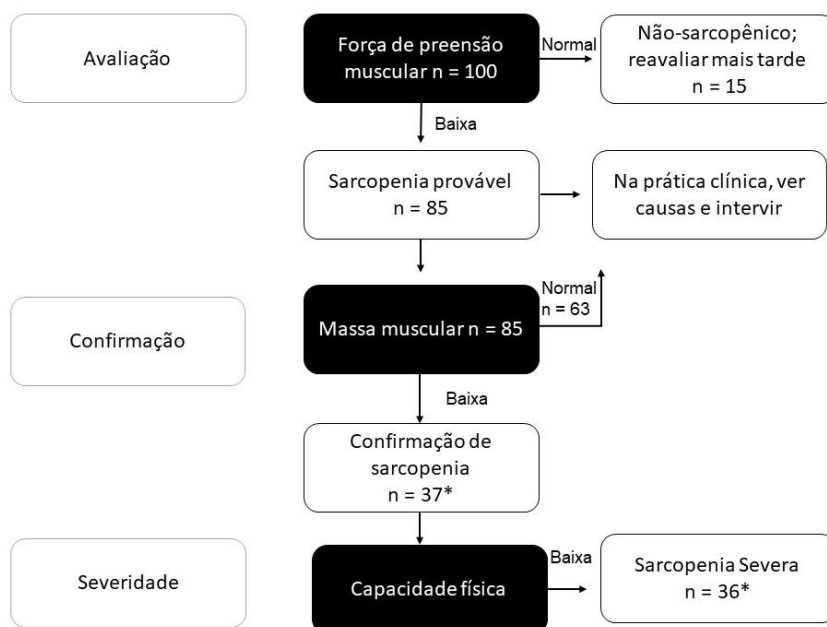 Avaliação
Força de preensão
muscular n = 100
Normal
Não-sarcopênico;
reavaliar mais tarde
n = 15
Baixa
Sarcopenia provável
n = 85
Na prática clínica, ver
causas e intervir
Confirmação
Massa muscular n = 85
Normal
n = 63
Baixa
Confirmação de
sarcopenia
n = 37*
Severidade
Capacidade física
Baixa
Sarcopenia Severa
n = 36*